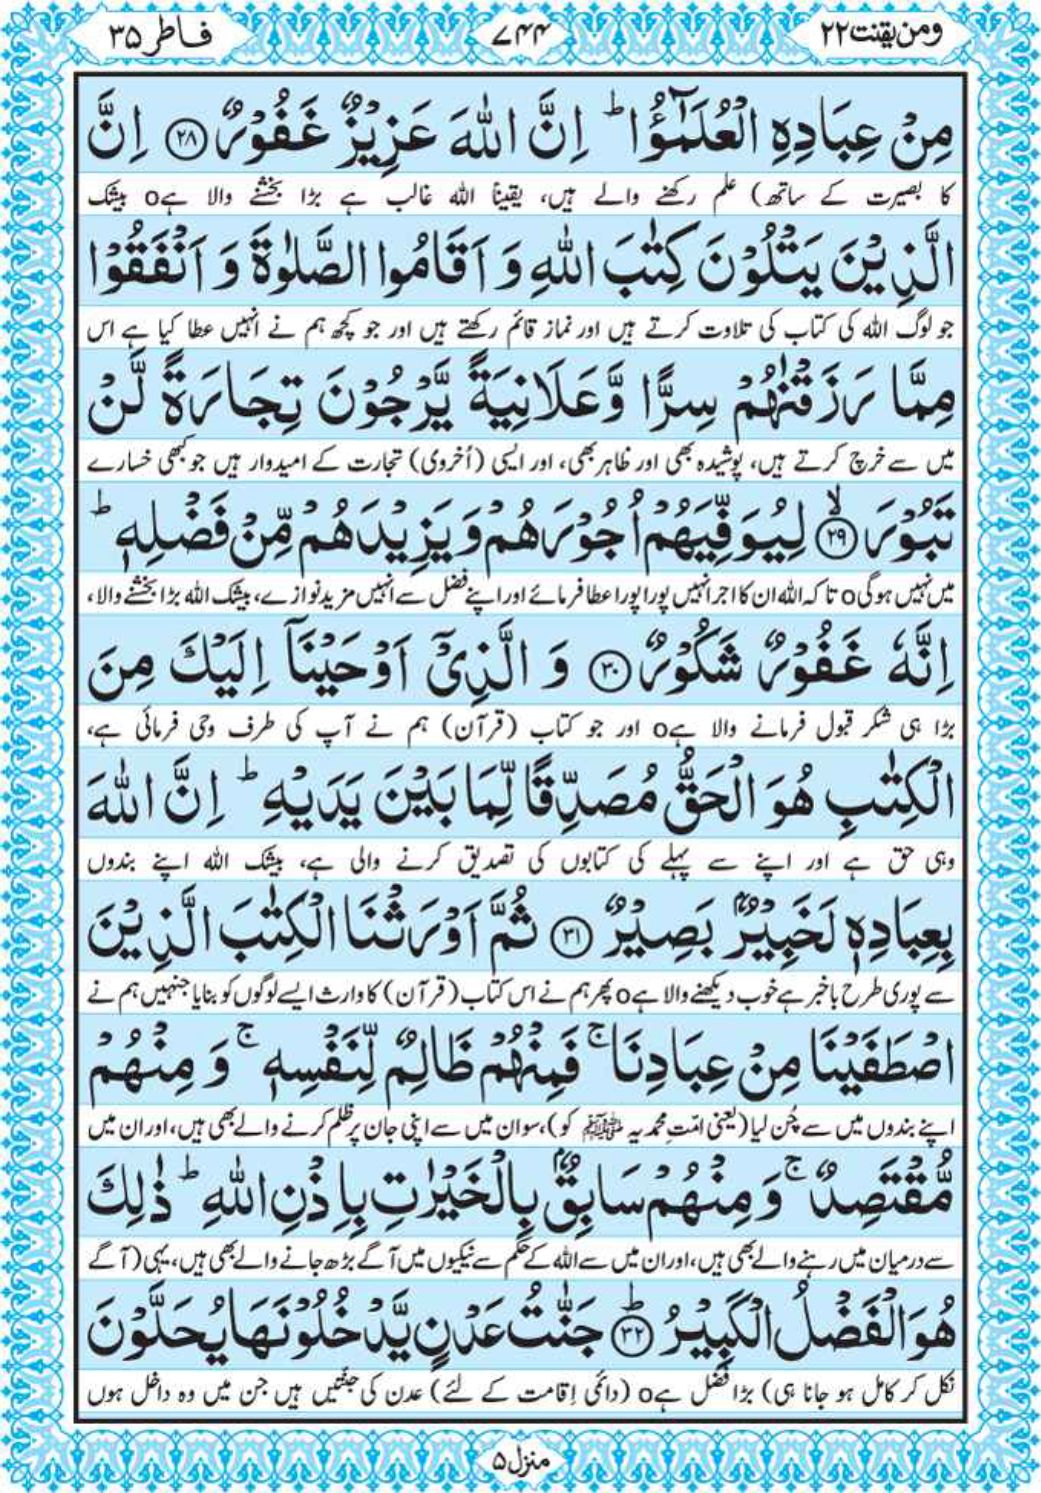 ومن یقنت ۲۲
۷۴۴
فاطر ۳۵
مِنْ عِبَادِهِ الْعُلَمٰٓؤُا ؕ اِنَّ اللّٰهَ عَزِیْزٌ غَفُوْرٌ ﴿۲۸﴾ اِنَّ
کا بصیرت کے ساتھ) علم رکھنے والے ہیں، یقیناً اللہ غالب ہے بڑا بخشنے والا ہےo بیشک
الَّذِیْنَ یَتْلُوْنَ كِتٰبَ اللّٰهِ وَ اَقَامُوا الصَّلٰوةَ وَ اَنْفَقُوْا
جو لوگ اللہ کی کتاب کی تلاوت کرتے ہیں اور نماز قائم رکھتے ہیں اور جو کچھ ہم نے انہیں عطا کیا ہے اس
مِمَّا رَزَقْنٰهُمْ سِرًّا وَّ عَلَانِیَةً یَّرْجُوْنَ تِجَارَةً لَّنْ
میں سے خرچ کرتے ہیں، پوشیدہ بھی اور ظاہر بھی، اور ایسی (اُخروی) تجارت کے امیدوار ہیں جو کبھی خسارے
تَبُوْرَ ﴿ۙ۲۹﴾ لِیُوَفِّیَهُمْ اُجُوْرَهُمْ وَ یَزِیْدَهُمْ مِّنْ فَضْلِهٖ ؕ
میں نہیں ہوگیo تا کہ اللہ ان کا اجر انہیں پورا پورا عطا فرمائے اور اپنے فضل سے انہیں مزید نوازے، بیشک اللہ بڑا بخشنے والا،
اِنَّهٗ غَفُوْرٌ شَكُوْرٌ ﴿۳۰﴾ وَ الَّذِیْۤ اَوْحَیْنَاۤ اِلَیْكَ مِنَ
بڑا ہی شکر قبول فرمانے والا ہےo اور جو کتاب (قرآن) ہم نے آپ کی طرف وحی فرمائی ہے،
الْكِتٰبِ هُوَ الْحَقُّ مُصَدِّقًا لِّمَا بَیْنَ یَدَیْهِ ؕ اِنَّ اللّٰهَ
وہی حق ہے اور اپنے سے پہلے کی کتابوں کی تصدیق کرنے والی ہے، بیشک اللہ اپنے بندوں
بِعِبَادِهٖ لَخَبِیْرٌۢ بَصِیْرٌ ﴿۳۱﴾ ثُمَّ اَوْرَثْنَا الْكِتٰبَ الَّذِیْنَ
سے پوری طرح باخبر ہے خوب دیکھنے والا ہےo پھر ہم نے اس کتاب (قرآن) کا وارث ایسے لوگوں کو بنایا جنہیں ہم نے
اصْطَفَیْنَا مِنْ عِبَادِنَا ۚ فَمِنْهُمْ ظَالِمٌ لِّنَفْسِهٖ ۚ وَ مِنْهُمْ
اپنے بندوں میں سے چُن لیا (یعنی امّتِ محمدیہ ﷺ کو)، سو ان میں سے اپنی جان پر ظلم کرنے والے بھی ہیں، اور ان میں
مُّقْتَصِدٌ ۚ وَ مِنْهُمْ سَابِقٌۢ بِالْخَیْرٰتِ بِاِذْنِ اللّٰهِ ؕ ذٰلِكَ
سے درمیان میں رہنے والے بھی ہیں، اور ان میں سے اللہ کے حکم سے نیکیوں میں آگے بڑھ جانے والے بھی ہیں، یہی (آگے
هُوَ الْفَضْلُ الْكَبِیْرُ ﴿ؕ۳۲﴾ جَنّٰتُ عَدْنٍ یَّدْخُلُوْنَهَا یُحَلَّوْنَ
نکل کر کامل ہو جانا ہی) بڑا فضل ہےo (دائمی اِقامت کے لئے) عدن کی جنّتیں ہیں جن میں وہ داخل ہوں
منزل ۵